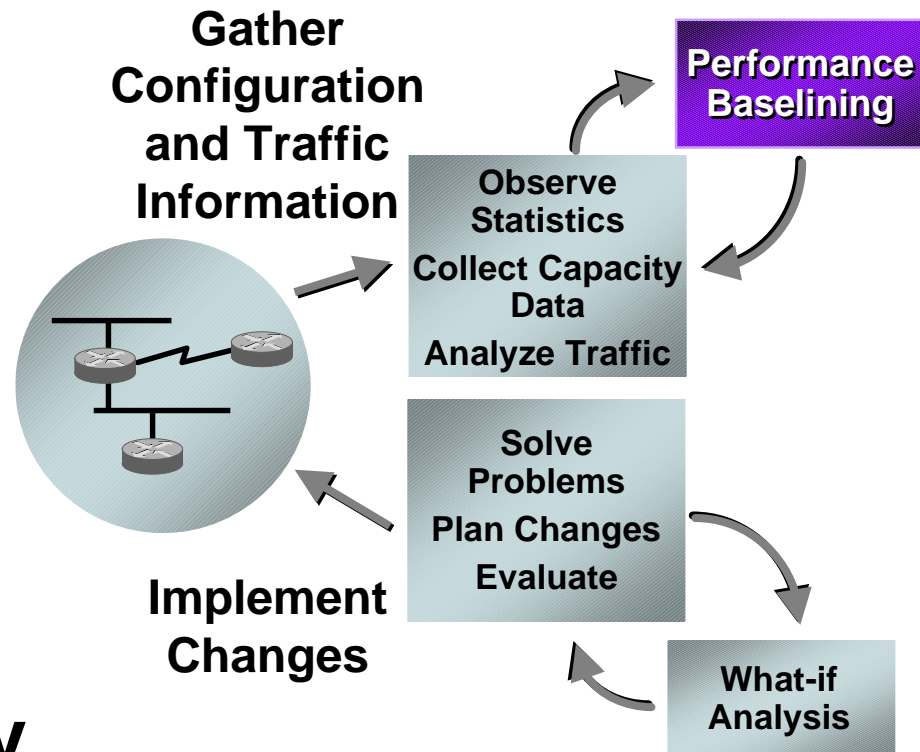 Gather
Configuration
and Traffic
Information
Performance
Baselining
Observe
Statistics
Collect Capacity
Data
Analyze Traffic
Solve
Problems
Plan Changes
Evaluate
Implement
Changes
What-if
Analysis